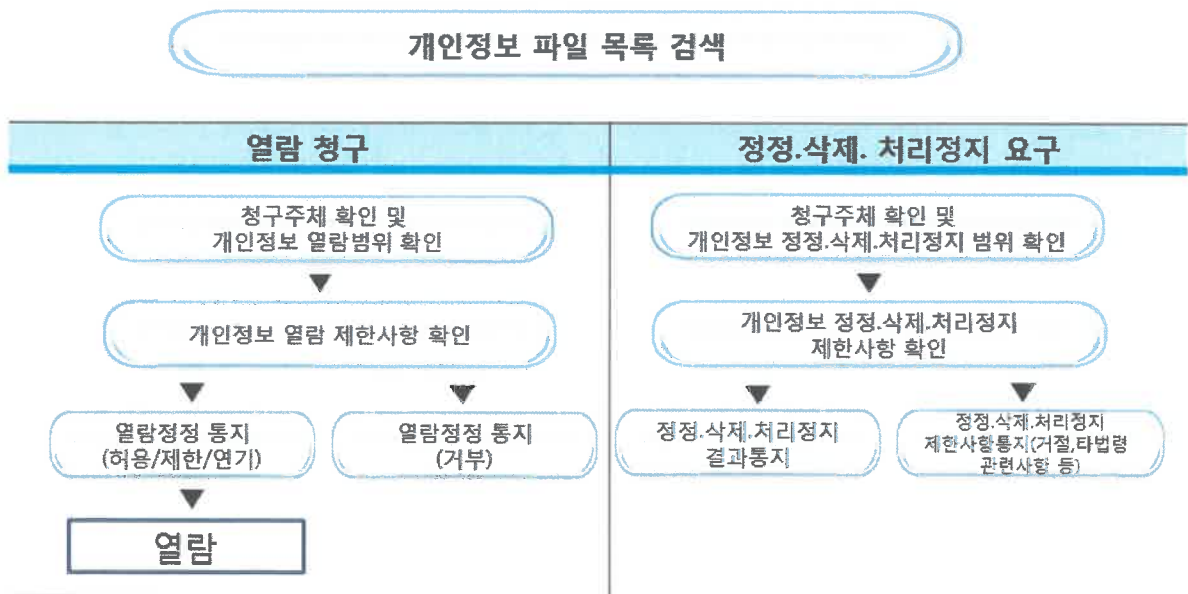 개인정보 파일 목록 검색
열람 청구
정정.삭제. 처리정지 요구
청구주체 확인 및
개인정보 열람범위 확인
청구주체 확인 및
개인정보 정정.삭제.처리정지 범위 확인
개인정보 열람 제한사항 확인
개인정보 정정.삭제.처리정지
제한사항 확인
열람정정 통지
(허용/제한/연기)
열람정정 통지
(거부)
정정.삭제.처리정지
결과통지
정정.삭제.처리정지
제한사항통지(거절,타법령
관련사항 등)
열람